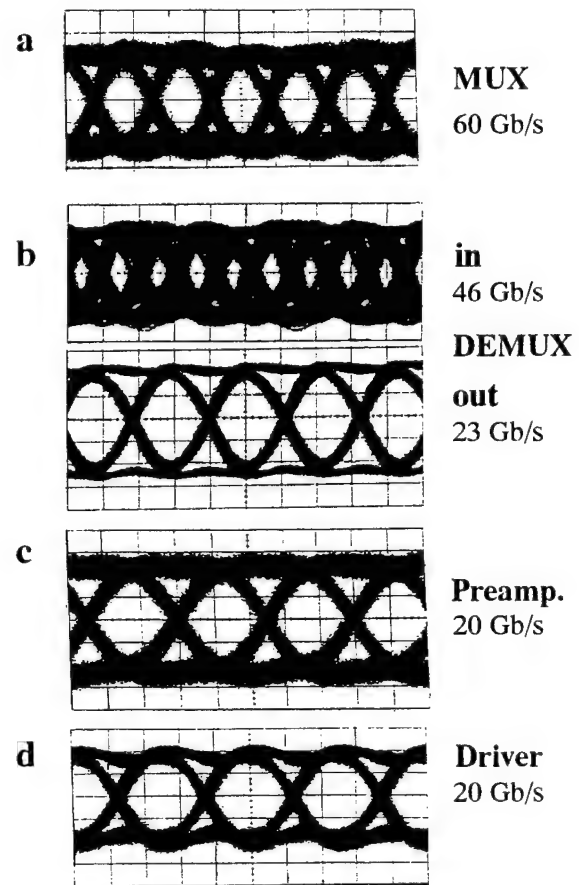 a
MUX
60 Gb/s
b
in
46 Gb/s
DEMUX
out
23 Gb/s
c
Preamp.
20 Gb/s
d
Driver
20 Gb/s